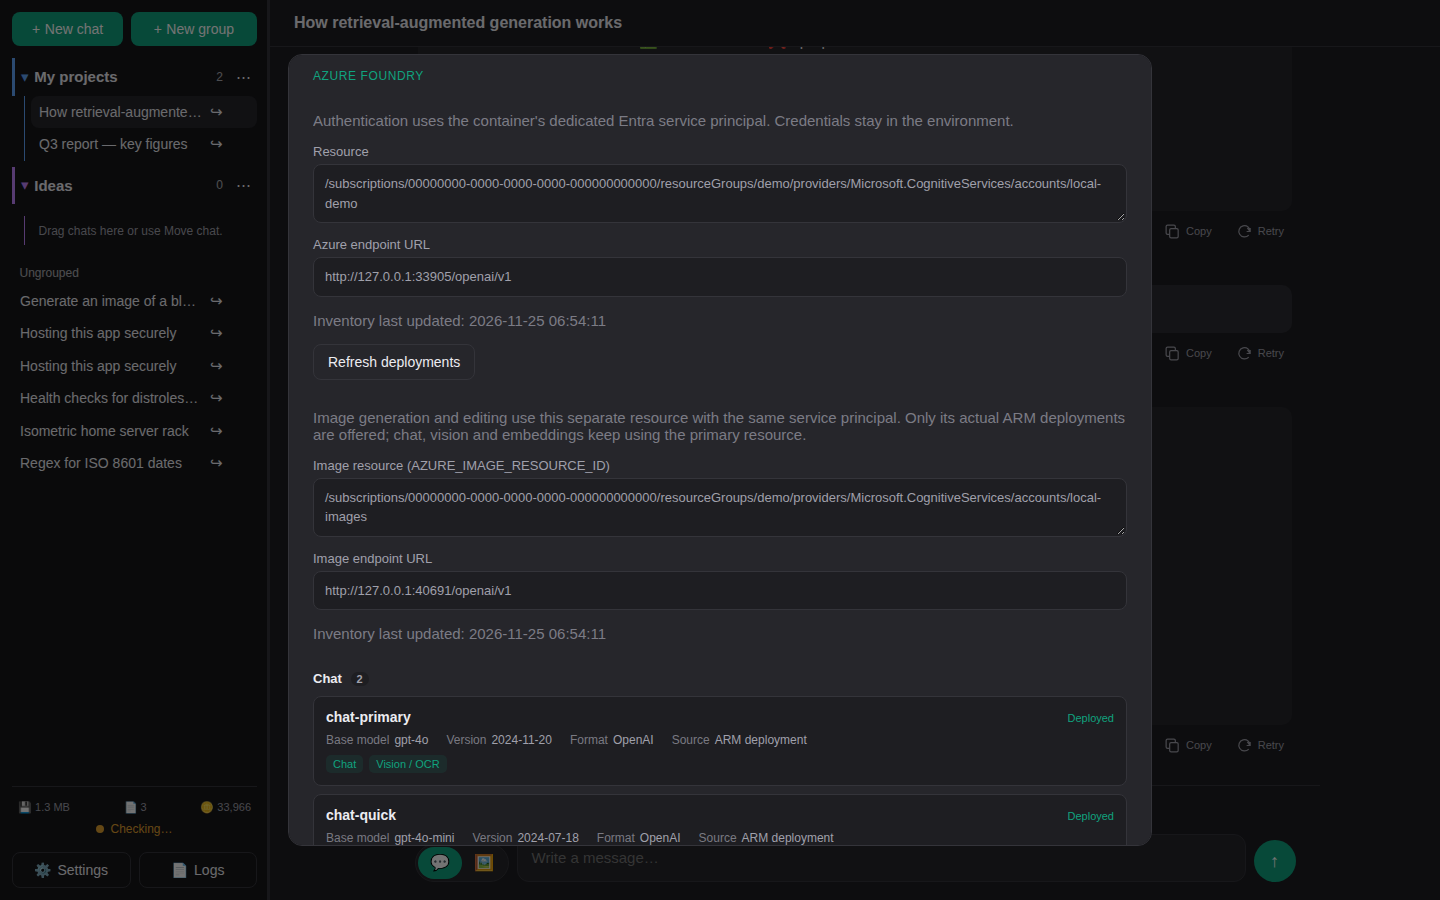 + New chat
+ New group
My projects 2 ...
How retrieval-augmente…
Q3 report — key figures
Ideas 0 ...
Drag chats here or use Move chat.
Ungrouped
Generate an image of a bl…
Hosting this app securely
Hosting this app securely
Health checks for distroles…
Isometric home server rack
Regex for ISO 8601 dates
1.3 MB 3 33,966
Checking…
Settings
Logs
How retrieval-augmented generation works
AZURE FOUNDRY
Authentication uses the container's dedicated Entra service principal. Credentials stay in the environment.
Resource
/subscriptions/00000000-0000-0000-0000-000000000000/resourceGroups/demo/providers/Microsoft.CognitiveServices/accounts/local-
demo
Azure endpoint URL
http://127.0.0.1:33905/openai/v1
Inventory last updated: 2026-11-25 06:54:11
Refresh deployments
Image generation and editing use this separate resource with the same service principal. Only its actual ARM deployments
are offered; chat, vision and embeddings keep using the primary resource.
Image resource (AZURE_IMAGE_RESOURCE_ID)
/subscriptions/00000000-0000-0000-0000-000000000000/resourceGroups/demo/providers/Microsoft.CognitiveServices/accounts/local-
images
Image endpoint URL
http://127.0.0.1:40691/openai/v1
Inventory last updated: 2026-11-25 06:54:11
Chat 2
chat-primary Deployed
Base model gpt-4o Version 2024-11-20 Format OpenAI Source ARM deployment
Chat Vision / OCR
chat-quick Deployed
Base model gpt-4o-mini Version 2024-07-18 Format OpenAI Source ARM deployment
Copy Retry
Copy Retry
Copy Retry
Write a message…